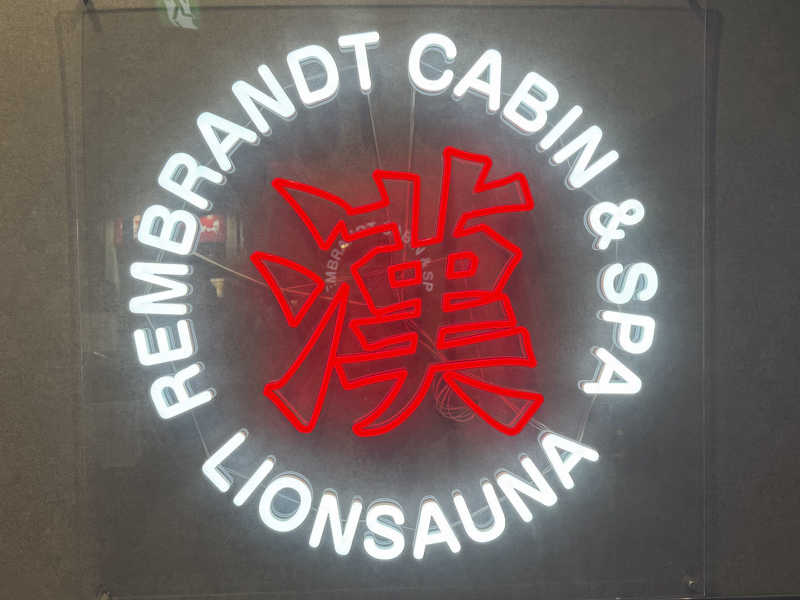 REMBRANDT CABIN & SPA
漢
LIONSAUNA